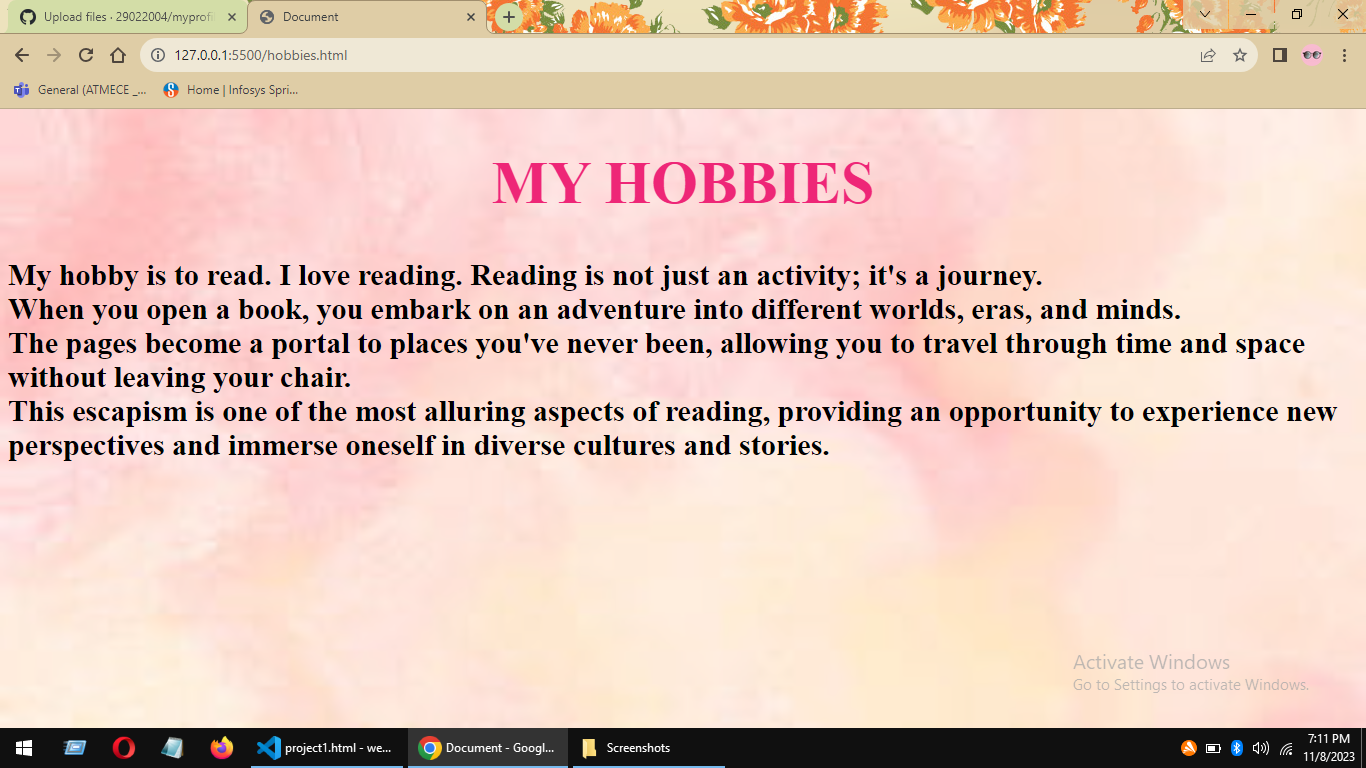 Upload files · 29022004/myprofi
Document
127.0.0.1:5500/hobbies.html
General (ATMECE _...
Home | Infosys Spri...
MY HOBBIES
My hobby is to read. I love reading. Reading is not just an activity; it's a journey.
When you open a book, you embark on an adventure into different worlds, eras, and minds.
The pages become a portal to places you've never been, allowing you to travel through time and space
without leaving your chair.
This escapism is one of the most alluring aspects of reading, providing an opportunity to experience new
perspectives and immerse oneself in diverse cultures and stories.
Activate Windows
Go to Settings to activate Windows.
project1.html - we...
Document - Googl...
Screenshots
7:11 PM
11/8/2023